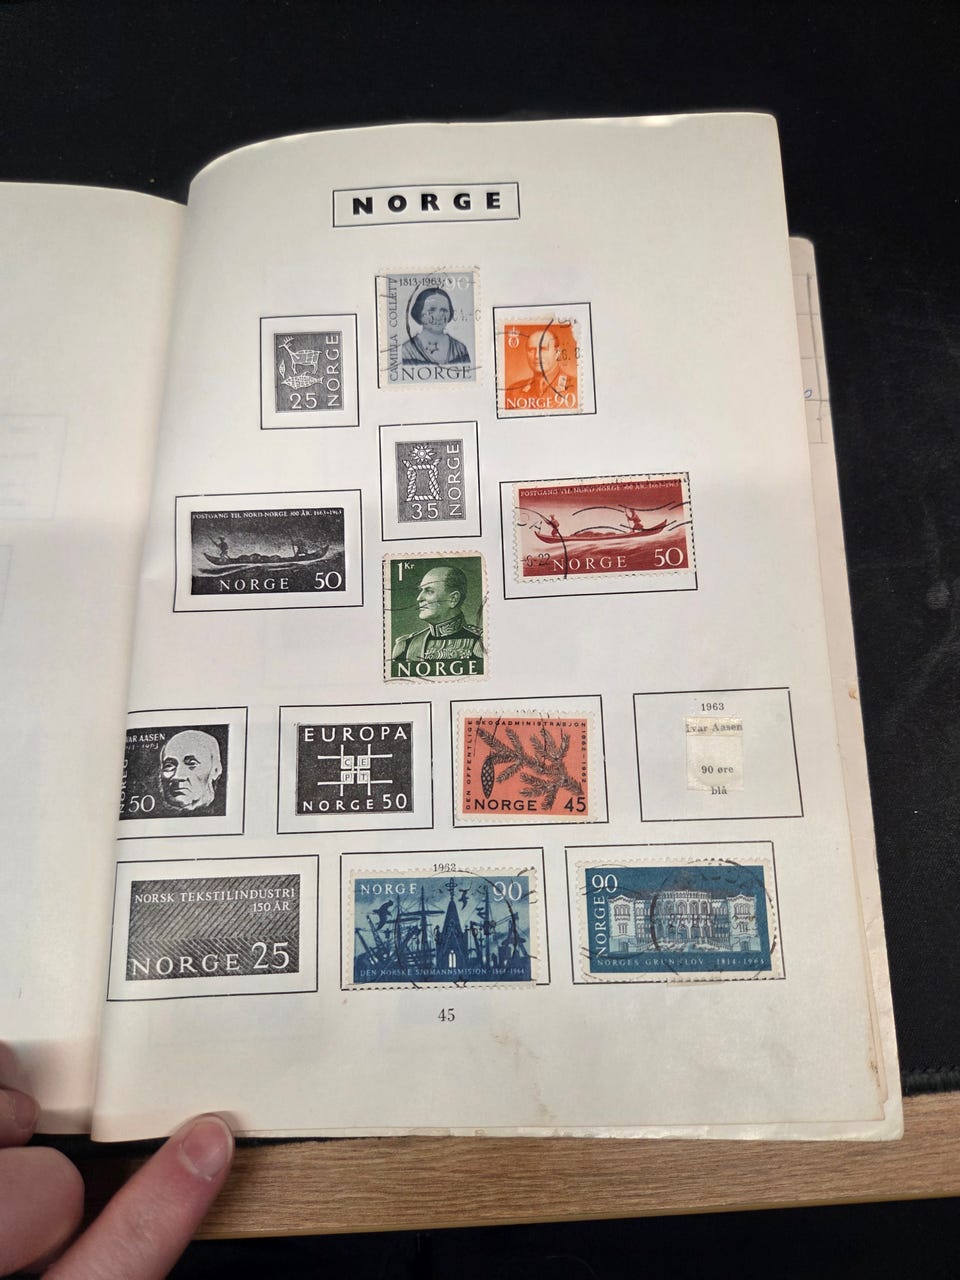 NORGE
1813-1963
90
CAMILLA COLLETT
NORGE
25
NORGE
NORGE 90
35
NORGE
POSTGANG TIL NORD-NORGE 300 ÅR. 1663-1963
NORGE 50
POSTGANG TIL NORD-NORGE 300 ÅR. 1663-1963
NORGE 50
1 Kr.
NORGE
VAR AASEN
50
EUROPA
CEPT
NORGE 50
DEN OFFENTLIGE SKOGADMINISTRASJON 1862-1962
NORGE 45
1963
Ivar Aasen
90 øre
blå
NORSK TEKSTILINDUSTRI
150 ÅR
NORGE 25
NORGE 90
DEN NORSKE SJØMANNSMISJON 1864-1964
90
NORGE
NORGES GRUNNLOV 1814-1964
45